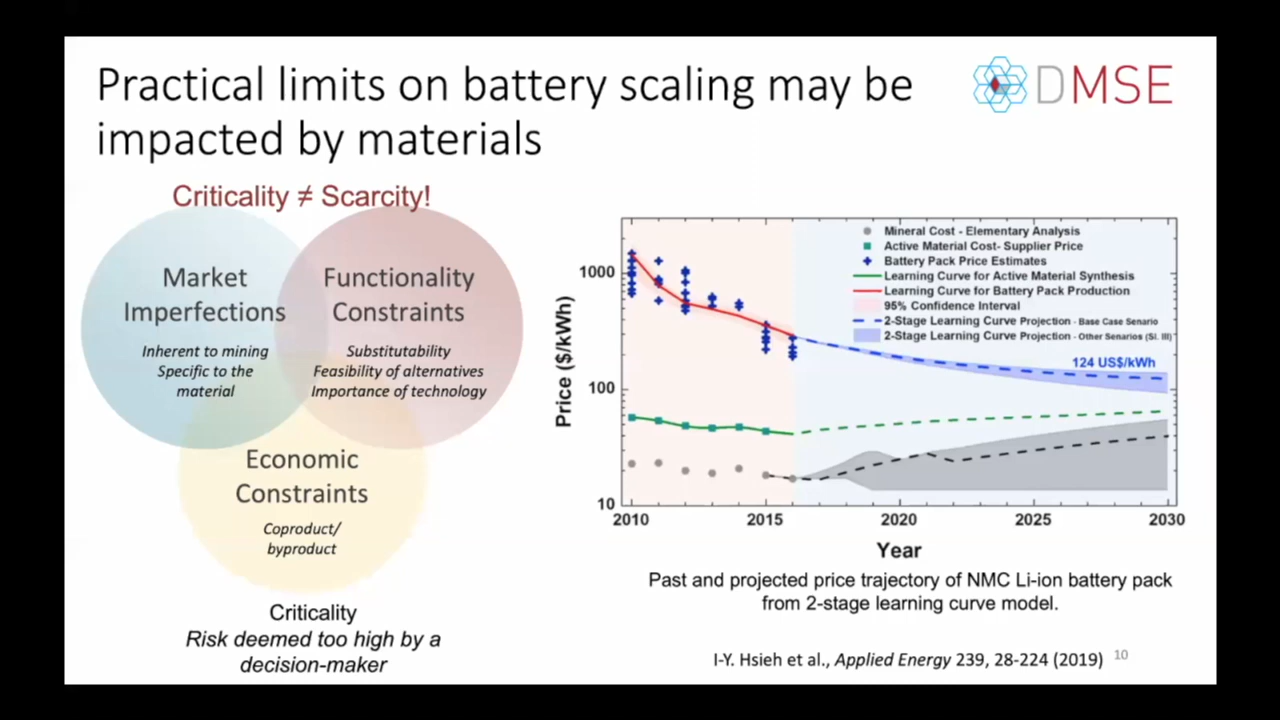 Practical limits on battery scaling may be
impacted by materials
DMSE
Criticality ≠ Scarcity!
Market
Imperfections
Inherent to mining
Specific to the
material
Functionality
Constraints
Substitutability
Feasibility of alternatives
Importance of technology
Economic
Constraints
Coproduct/
byproduct
Criticality
Risk deemed too high by a
decision-maker
Price ($/kWh)
1000
100
10
Mineral Cost - Elementary Analysis
Active Material Cost- Supplier Price
Battery Pack Price Estimates
Learning Curve for Active Material Synthesis
Learning Curve for Battery Pack Production
95% Confidence Interval
2-Stage Learning Curve Projection - Base Case Senario
2-Stage Learning Curve Projection - Other Senarios (SI. III)
124 US$/kWh
2010 2015 2020 2025 2030
Year
Past and projected price trajectory of NMC Li-ion battery pack
from 2-stage learning curve model.
I-Y. Hsieh et al., Applied Energy 239, 28-224 (2019)
10